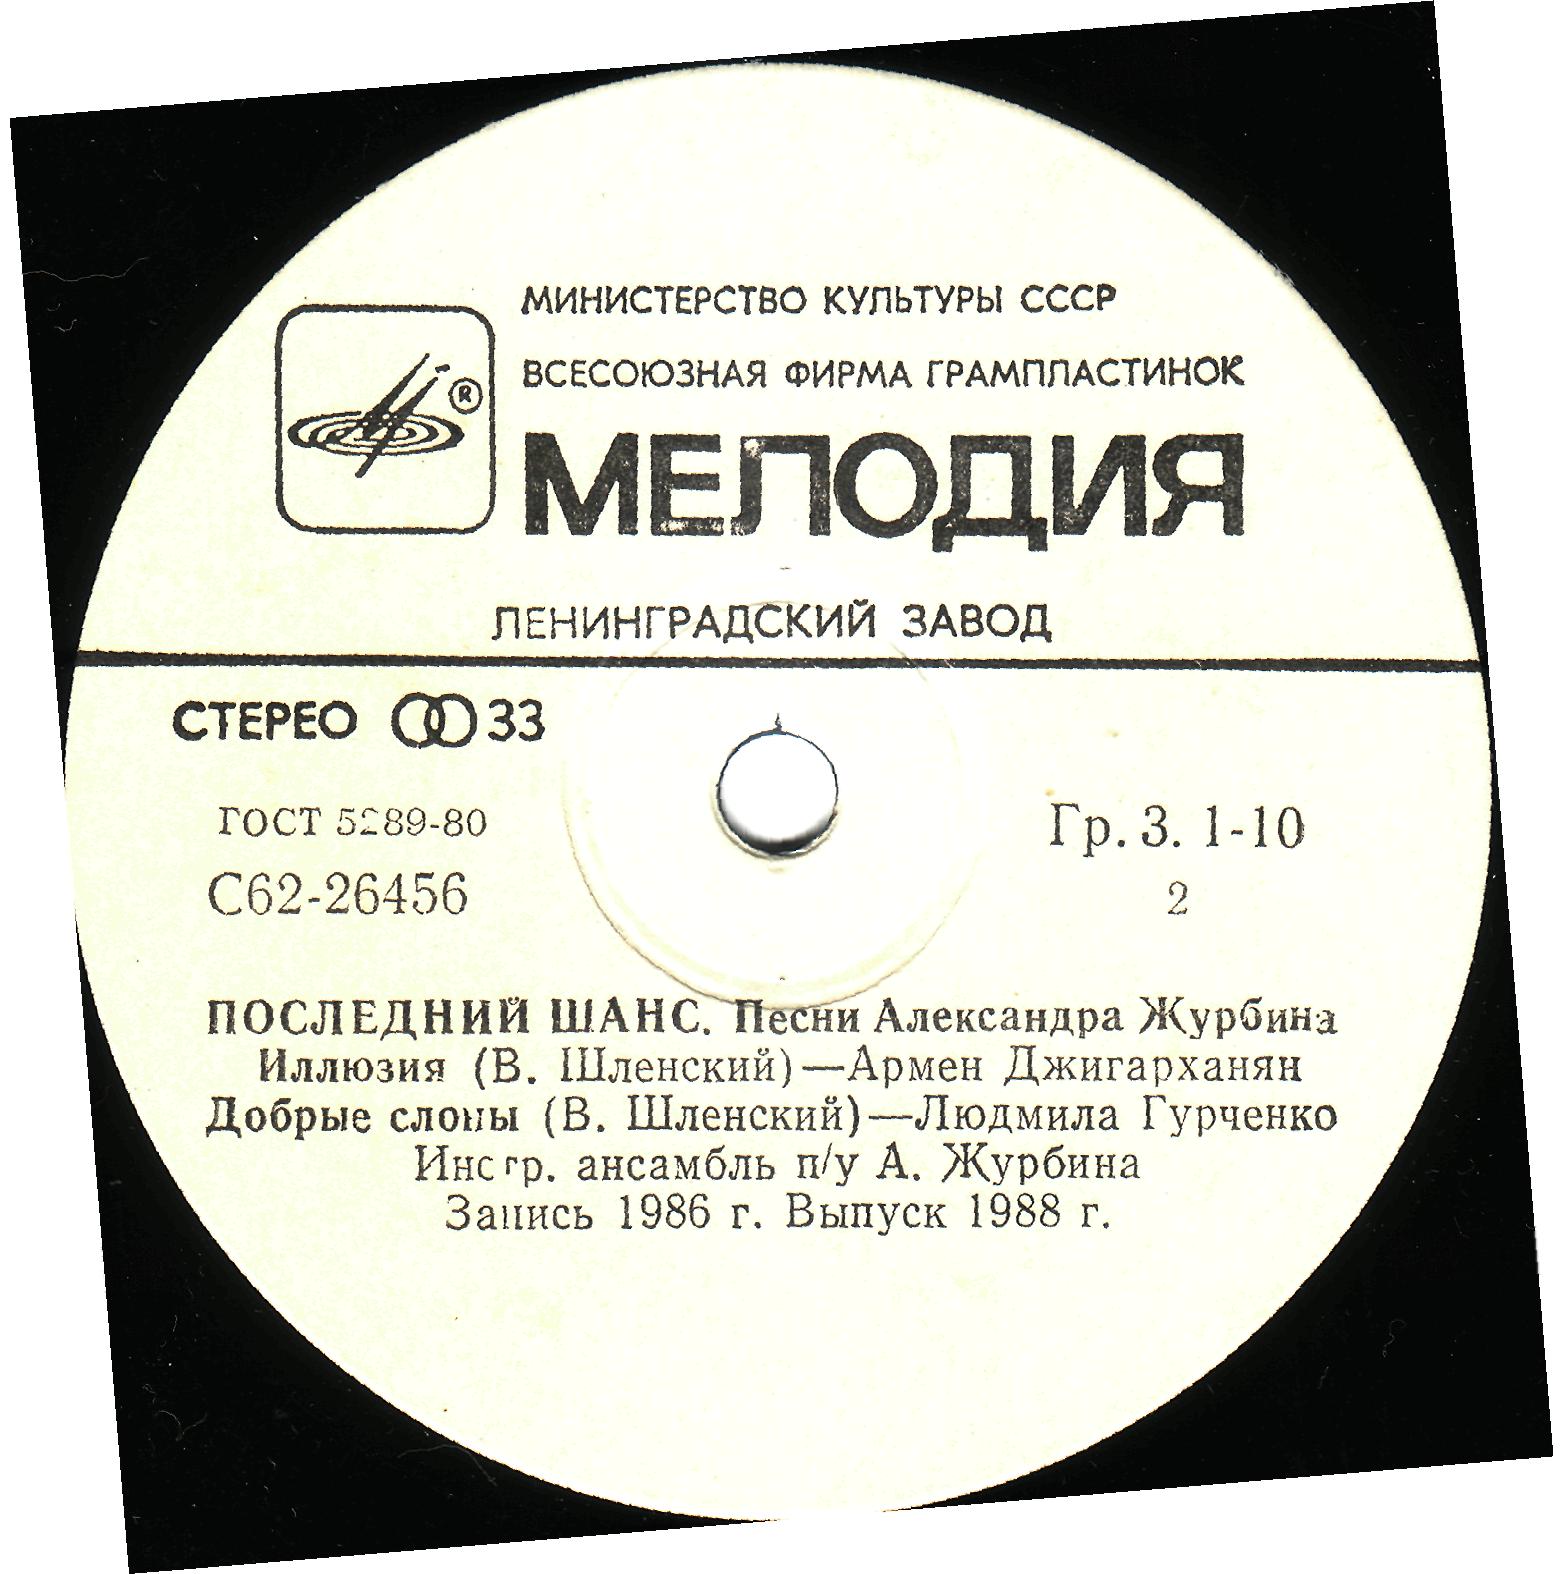 МИНИСТЕРСТВО КУЛЬТУРЫ СССР
ВСЕСОЮЗНАЯ ФИРМА ГРАМПЛАСТИНОК
®
МЕЛОДИЯ
ЛЕНИНГРАДСКИЙ ЗАВОД
СТЕРЕО 33
ГОСТ 5289-80
Гр. 3. 1-10
С62-26456
2
ПОСЛЕДНИЙ ШАНС. Песни Александра Журбина
Иллюзия (В. Шленский)—Армен Джигарханян
Добрые слоны (В. Шленский)—Людмила Гурченко
Инстр. ансамбль п/у А. Журбина
Запись 1986 г. Выпуск 1988 г.